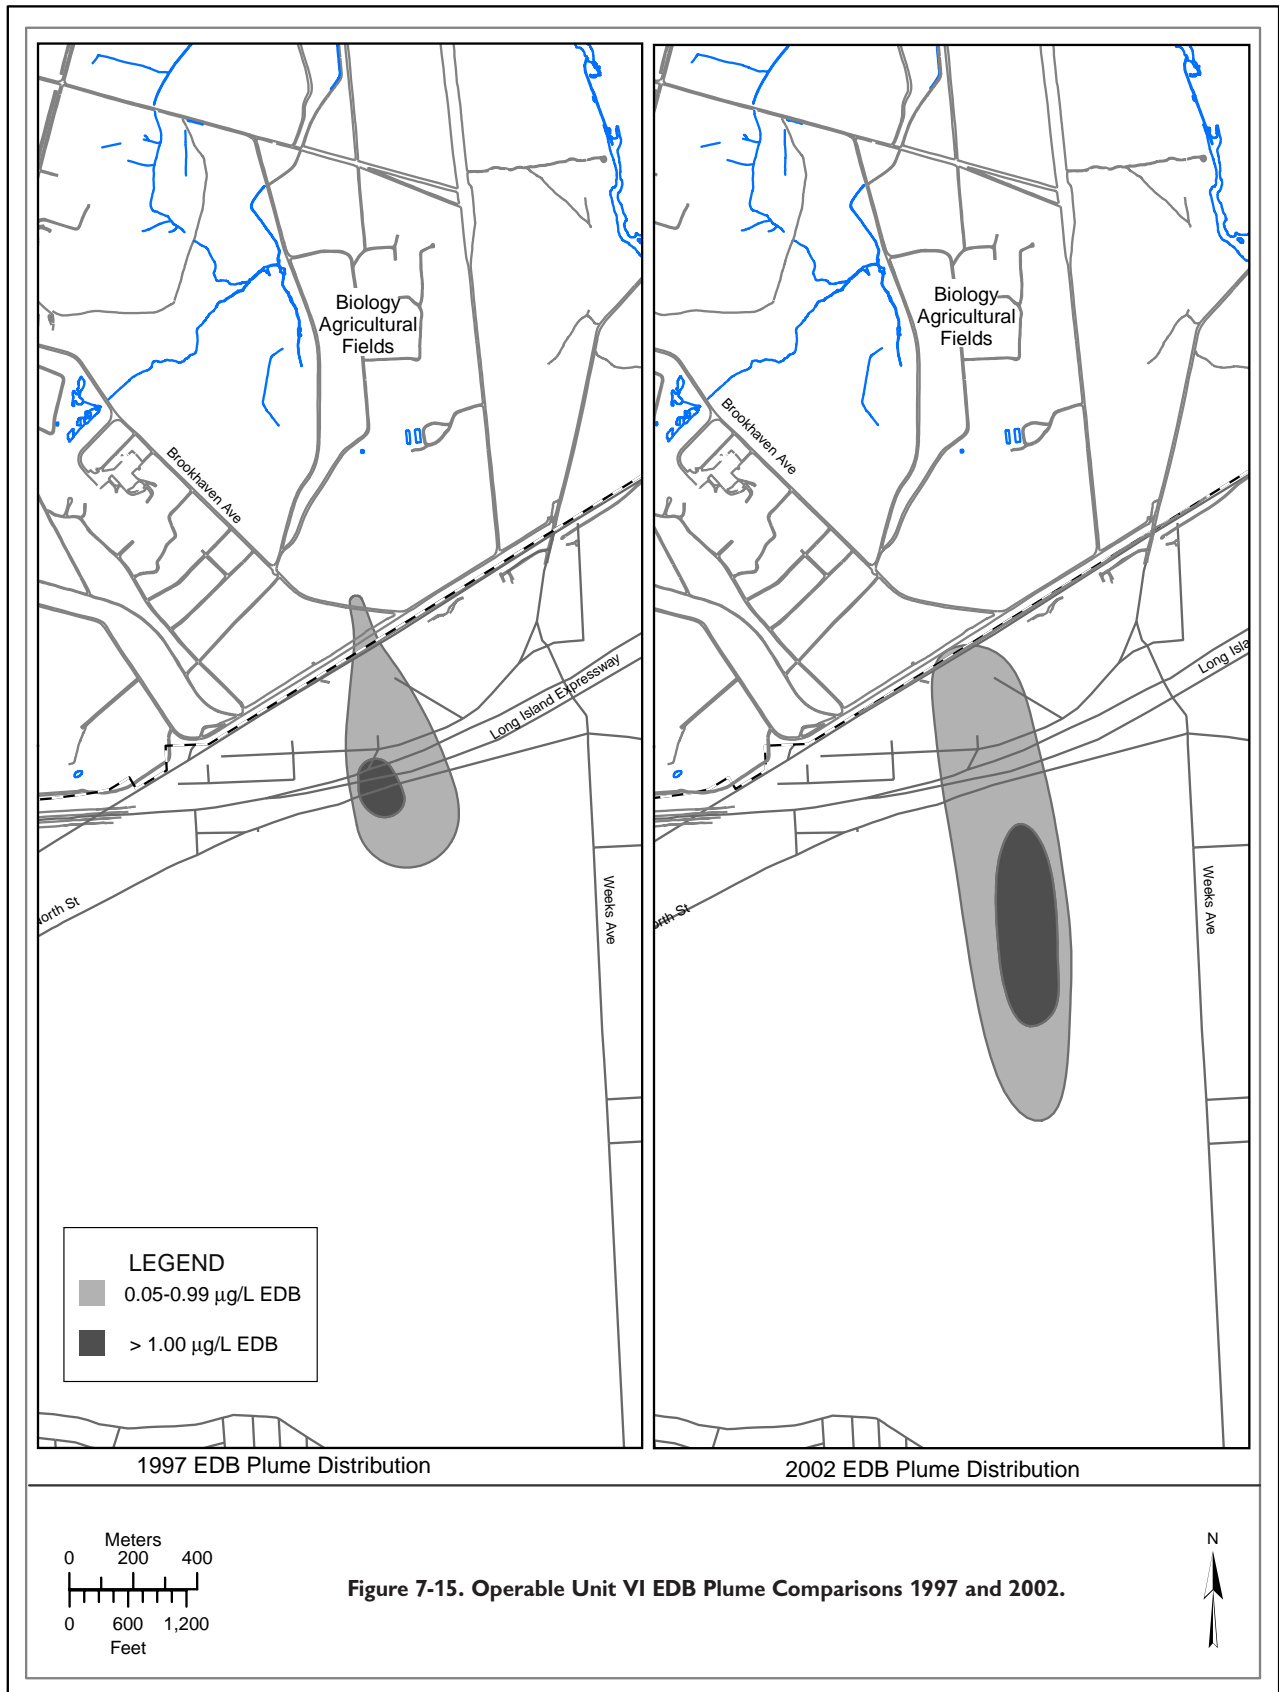 Biology
Agricultural
Fields
Brookhaven Ave
Long Island Expressway
Weeks Ave
Biology
Agricultural
Fields
Brookhaven Ave
Long Isla
Weeks Ave
orth St
orth St
LEGEND
0.05-0.99 µg/L EDB
> 1.00 µg/L EDB
1997 EDB Plume Distribution
2002 EDB Plume Distribution
Meters
0 200 400
0 600 1,200
Feet
Figure 7-15. Operable Unit VI EDB Plume Comparisons 1997 and 2002.
N